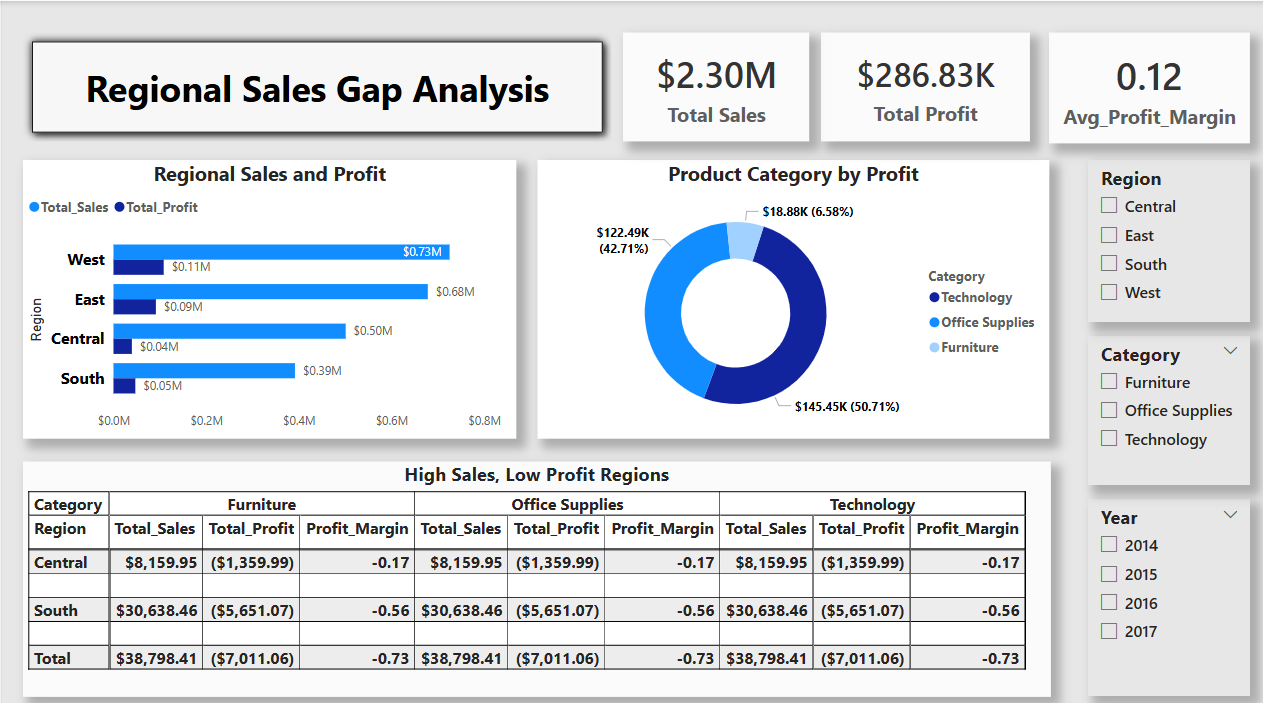 Regional Sales Gap Analysis
$2.30M
Total Sales
$286.83K
Total Profit
0.12
Avg_Profit_Margin
Regional Sales and Profit
Total_Sales Total_Profit
Region
West
$0.73M
$0.11M
East
$0.68M
$0.09M
Central
$0.50M
$0.04M
South
$0.39M
$0.05M
$0.0M $0.2M $0.4M $0.6M $0.8M
Product Category by Profit
$18.88K (6.58%)
$122.49K
(42.71%)
$145.45K (50.71%)
Category
Technology
Office Supplies
Furniture
Region
Central
East
South
West
Category
Furniture
Office Supplies
Technology
Year
2014
2015
2016
2017
High Sales, Low Profit Regions
Category Furniture Office Supplies Technology
Region Total_Sales Total_Profit Profit_Margin Total_Sales Total_Profit Profit_Margin Total_Sales Total_Profit Profit_Margin
Central $8,159.95 ($1,359.99) -0.17 $8,159.95 ($1,359.99) -0.17 $8,159.95 ($1,359.99) -0.17
South $30,638.46 ($5,651.07) -0.56 $30,638.46 ($5,651.07) -0.56 $30,638.46 ($5,651.07) -0.56
Total $38,798.41 ($7,011.06) -0.73 $38,798.41 ($7,011.06) -0.73 $38,798.41 ($7,011.06) -0.73